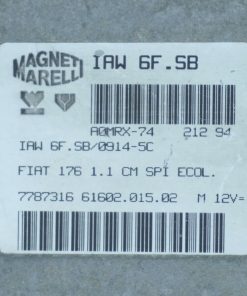 MAGNETI MARELLI
IAW 6F.SB
A0MRX-74 212 94
IAW 6F.SB/0914-5C
FIAT 176 1.1 CM SPI ECOL.
7787316 61602.015.02 M 12V=